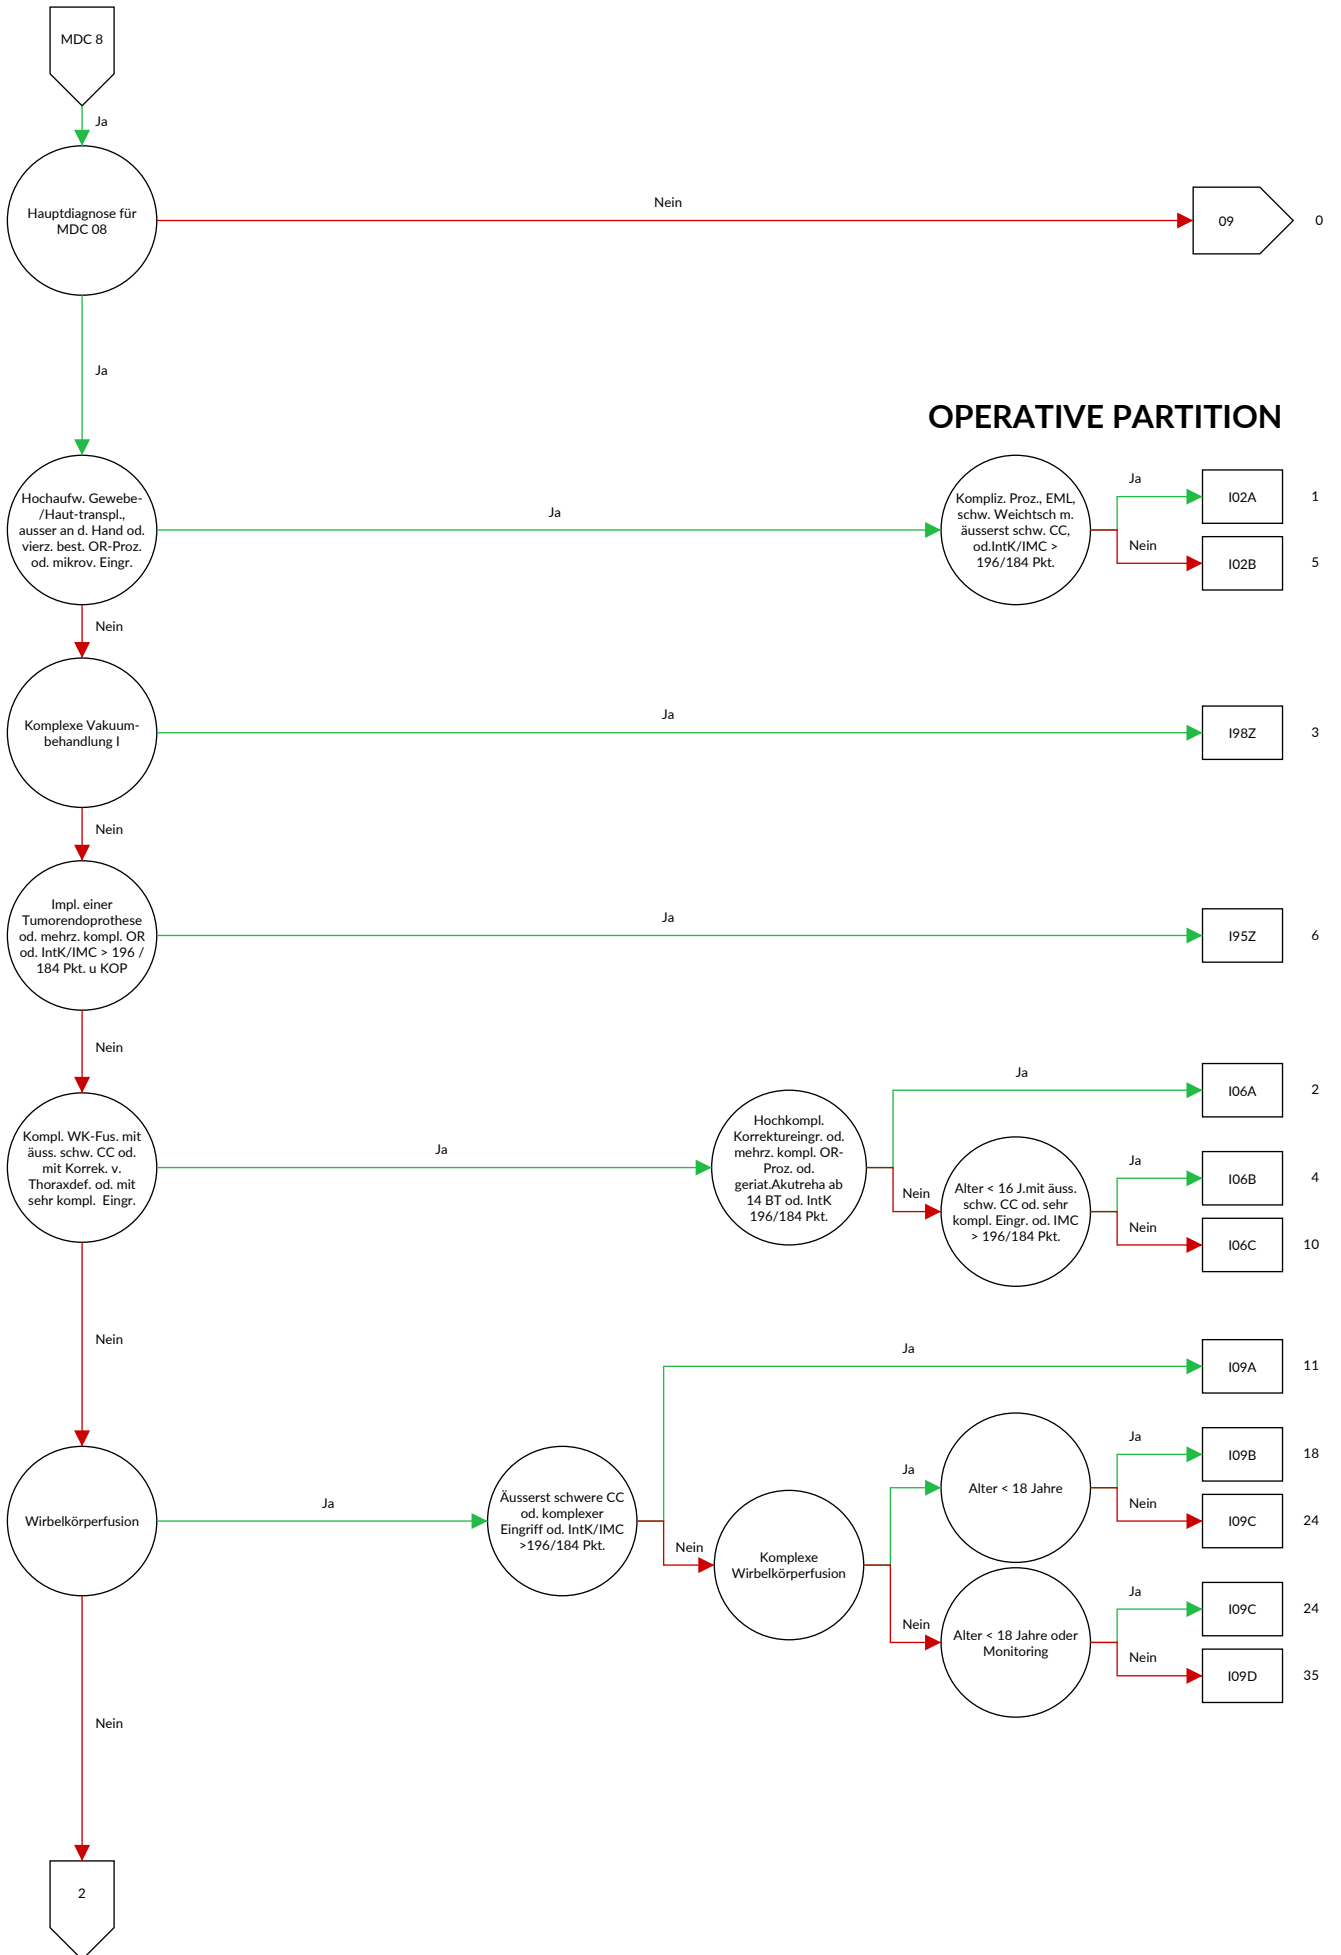 MDC 8
Ja
Hauptdiagnose für
MDC 08
Nein
09
0
Ja
OPERATIVE PARTITION
Hochaufw. Gewebe-
/Haut-transpl.,
ausser an d. Hand od.
vierz. best. OR-Proz.
od. mikrov. Eingr.
Ja
Kompliz. Proz., EML,
schw. Weichtsch m.
äusserst schw. CC,
od.IntK/IMC >
196/184 Pkt.
Ja
I02A
1
Nein
I02B
5
Nein
Komplexe Vakuum-
behandlung I
Ja
I98Z
3
Nein
Impl. einer
Tumorendoprothese
od. mehrz. kompl. OR
od. IntK/IMC > 196 /
184 Pkt. u KOP
Ja
I95Z
6
Nein
Kompl. WK-Fus. mit
äuss. schw. CC od.
mit Korrek. v.
Thoraxdef. od. mit
sehr kompl. Eingr.
Ja
Hochkompl.
Korrektureingr. od.
mehrz. kompl. OR-
Proz. od.
geriat.Akutreha ab
14 BT od. IntK
196/184 Pkt.
Ja
I06A
2
Nein
Alter < 16 J.mit äuss.
schw. CC od. sehr
kompl. Eingr. od. IMC
> 196/184 Pkt.
Ja
I06B
4
Nein
I06C
10
Nein
Wirbelkörperfusion
Ja
Äusserst schwere CC
od. komplexer
Eingriff od. IntK/IMC
>196/184 Pkt.
Ja
I09A
11
Nein
Komplexe
Wirbelkörperfusion
Ja
Alter < 18 Jahre
Ja
I09B
18
Nein
I09C
24
Nein
Alter < 18 Jahre oder
Monitoring
Ja
I09C
24
Nein
I09D
35
Nein
2